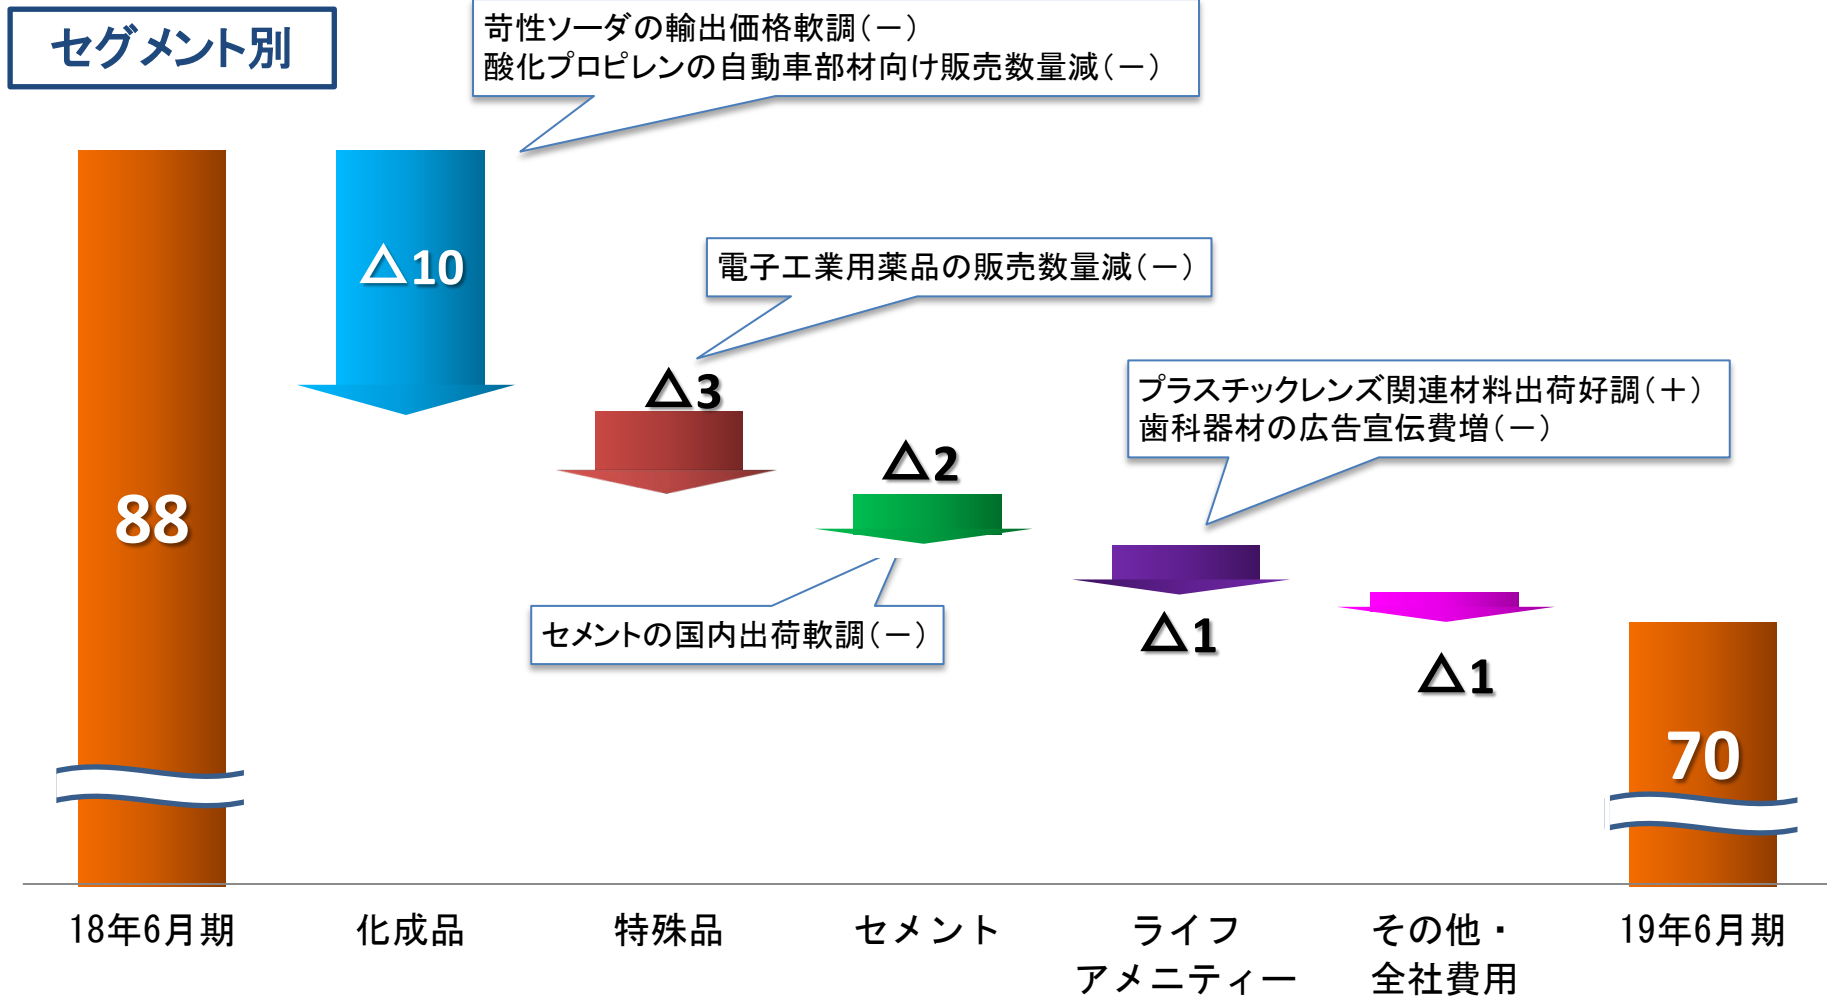 セグメント別
苛性ソーダの輸出価格軟調(－)
酸化プロピレンの自動車部材向け販売数量減(－)
△10
電子工業用薬品の販売数量減(－)
△3
プラスチックレンズ関連材料出荷好調(＋)
歯科器材の広告宣伝費増(－)
△2
88
セメントの国内出荷軟調(－)
△1
△1
70
18年6月期
化成品
特殊品
セメント
ライフ
アメニティー
その他・
全社費用
19年6月期